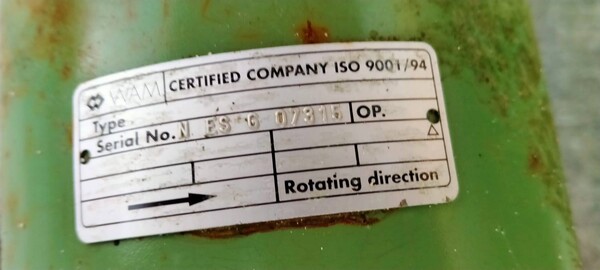 WAM CERTIFIED COMPANY ISO 9001/94
Type
Serial No. OP.
Rotating direction